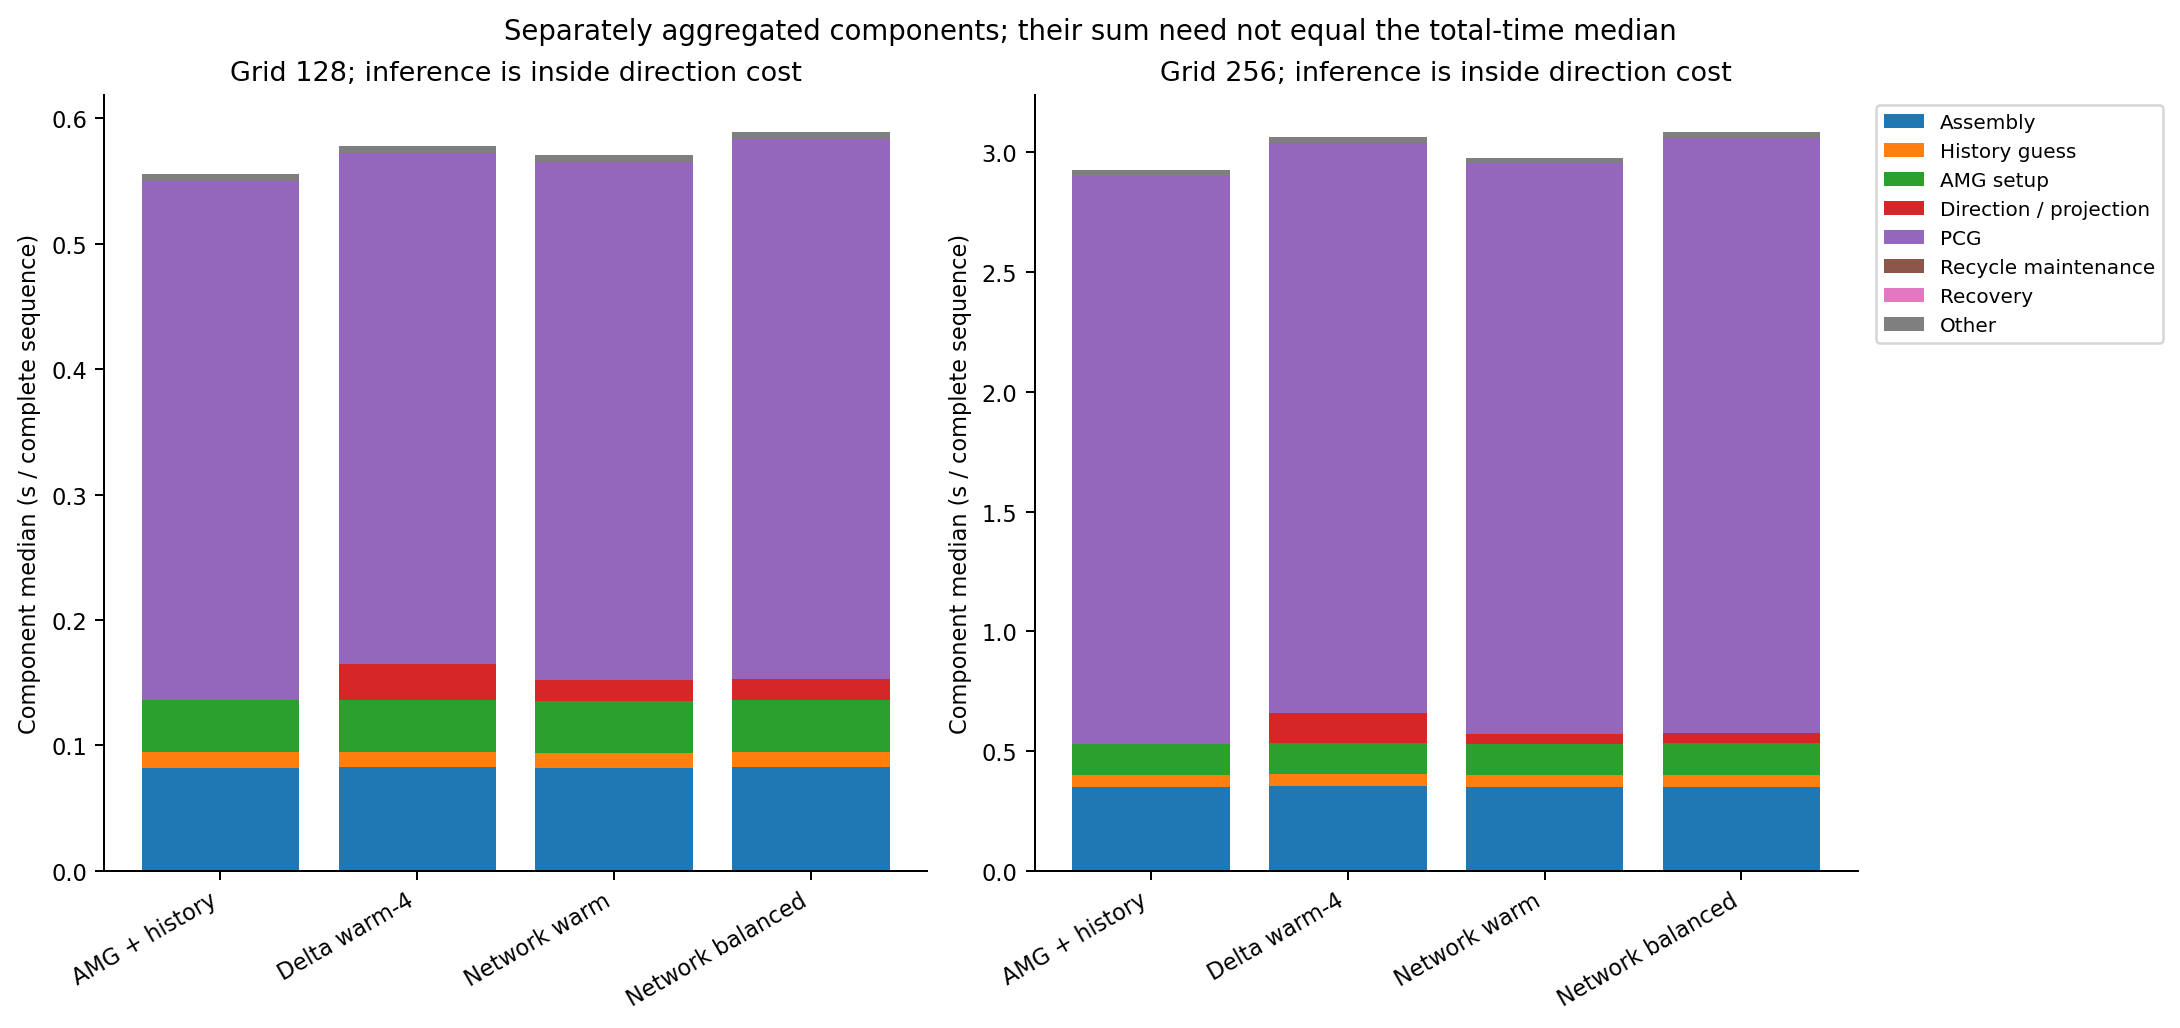 Separately aggregated components; their sum need not equal the total-time median
Grid 128; inference is inside direction cost
Component median (s / complete sequence)
0.6
0.5
0.4
0.3
0.2
0.1
0.0
AMG + history
Delta warm-4
Network warm
Network balanced
Grid 256; inference is inside direction cost
Component median (s / complete sequence)
3.0
2.5
2.0
1.5
1.0
0.5
0.0
AMG + history
Delta warm-4
Network warm
Network balanced
Assembly
History guess
AMG setup
Direction / projection
PCG
Recycle maintenance
Recovery
Other